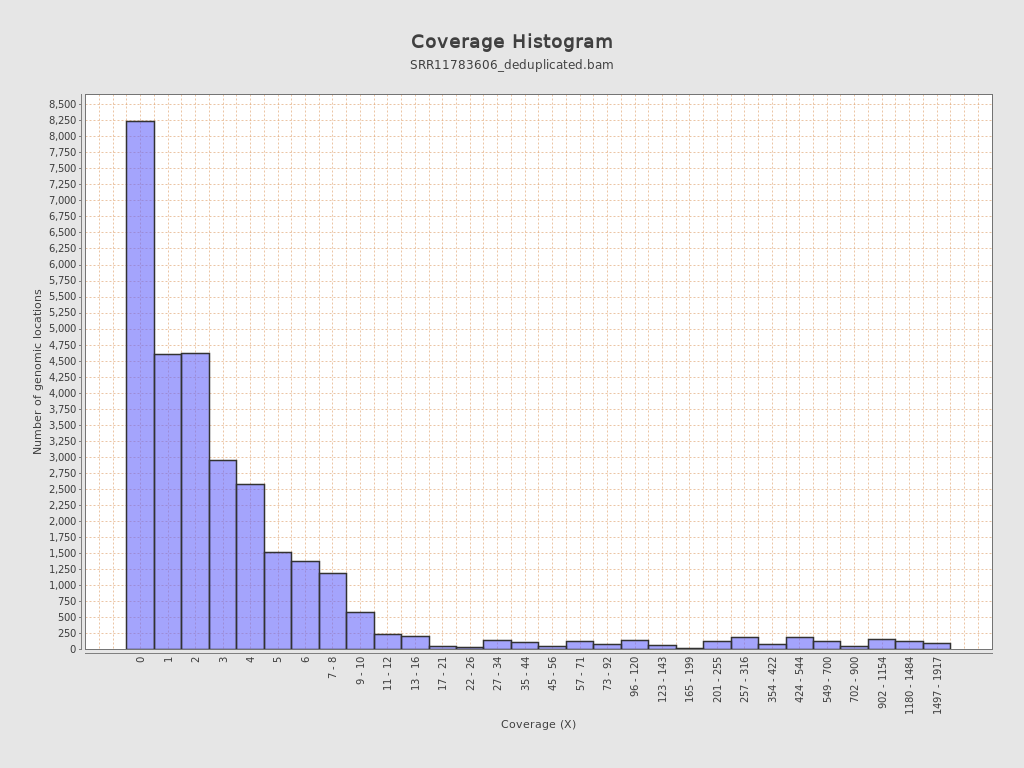 Coverage Histogram
SRR11783606_deduplicated.bam
Number of genomic locations
8,500
8,250
8,000
7,750
7,500
7,250
7,000
6,750
6,500
6,250
6,000
5,750
5,500
5,250
5,000
4,750
4,500
4,250
4,000
3,750
3,500
3,250
3,000
2,750
2,500
2,250
2,000
1,750
1,500
1,250
1,000
750
500
250
0
0
1
2
3
4
5
6
7 - 8
9 - 10
11 - 12
13 - 16
17 - 21
22 - 26
27 - 34
35 - 44
45 - 56
57 - 71
73 - 92
96 - 120
123 - 143
165 - 199
201 - 255
257 - 316
354 - 422
424 - 544
549 - 700
702 - 900
902 - 1154
1180 - 1484
1497 - 1917
Coverage (X)